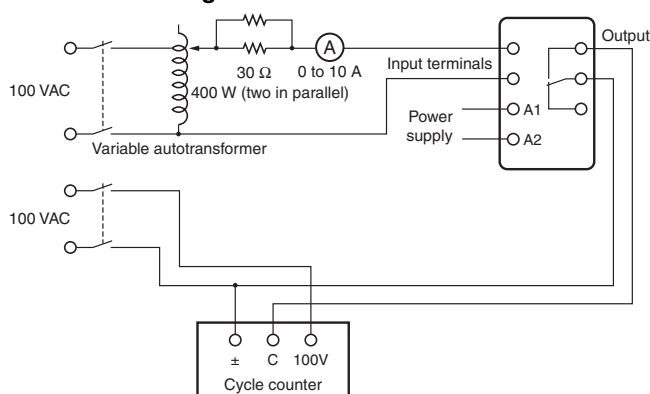 Output
A
Input terminals
30 Ω
0 to 10 A
100 VAC
400 W (two in parallel)
A1
Power
supply
A2
Variable autotransformer
100 VAC
± C 100V
Cycle counter